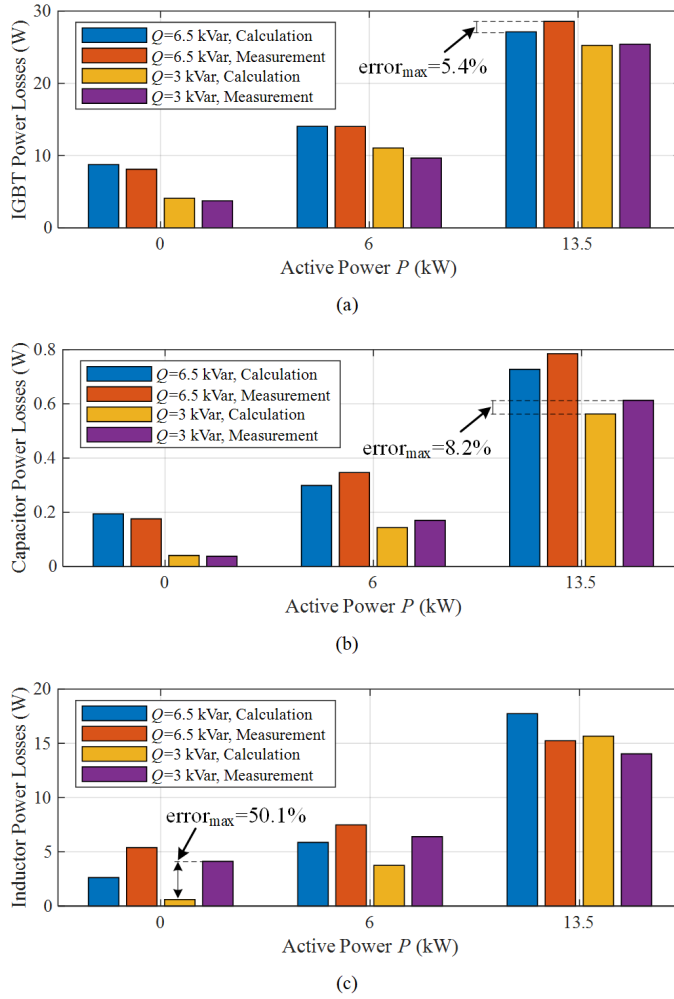 IGBT Power Losses (W)
30
20
10
0
Q=6.5 kVar, Calculation
Q=6.5 kVar, Measurement
Q=3 kVar, Calculation
Q=3 kVar, Measurement
error_max=5.4%
0 6 13.5
Active Power P (kW)
(a)
Capacitor Power Losses (W)
0.8
0.6
0.4
0.2
0
Q=6.5 kVar, Calculation
Q=6.5 kVar, Measurement
Q=3 kVar, Calculation
Q=3 kVar, Measurement
error_max=8.2%
0 6 13.5
Active Power P (kW)
(b)
Inductor Power Losses (W)
20
15
10
5
0
Q=6.5 kVar, Calculation
Q=6.5 kVar, Measurement
Q=3 kVar, Calculation
Q=3 kVar, Measurement
error_max=50.1%
0 6 13.5
Active Power P (kW)
(c)